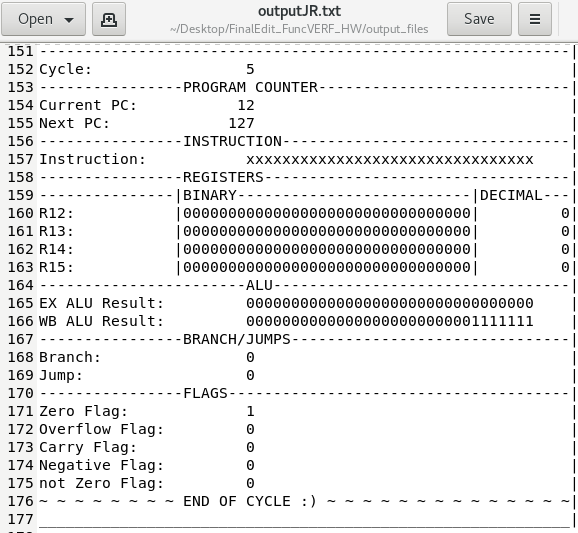 Open
outputJR.txt
~/Desktop/FinalEdit_FuncVERF_HW/output_files
Save
151 -----------------------------------------------------------|
152 Cycle:                 5                                   |
153 ----------------PROGRAM COUNTER----------------------------|
154 Current PC:           12                                   |
155 Next PC:             127                                   |
156 ----------------INSTRUCTION--------------------------------|
157 Instruction:           xxxxxxxxxxxxxxxxxxxxxxxxxxxxxxxx    |
158 ----------------REGISTERS----------------------------------|
159 ---------------|BINARY--------------------------|DECIMAL---|
160 R12:           |00000000000000000000000000000000|         0|
161 R13:           |00000000000000000000000000000000|         0|
162 R14:           |00000000000000000000000000000000|         0|
163 R15:           |00000000000000000000000000000000|         0|
164 -----------------------ALU---------------------------------|
165 EX ALU Result:         00000000000000000000000000000000    |
166 WB ALU Result:         00000000000000000000000001111111    |
167 ----------------BRANCH/JUMPS-------------------------------|
168 Branch:                0                                   |
169 Jump:                  0                                   |
170 ----------------FLAGS--------------------------------------|
171 Zero Flag:             1                                   |
172 Overflow Flag:         0                                   |
173 Carry Flag:            0                                   |
174 Negative Flag:         0                                   |
175 not Zero Flag:         0                                   |
176 ~ ~ ~ ~ ~ ~ ~ ~ END OF CYCLE :) ~ ~ ~ ~ ~ ~ ~ ~ ~ ~ ~ ~ ~ ~|
177 ___________________________________________________________|